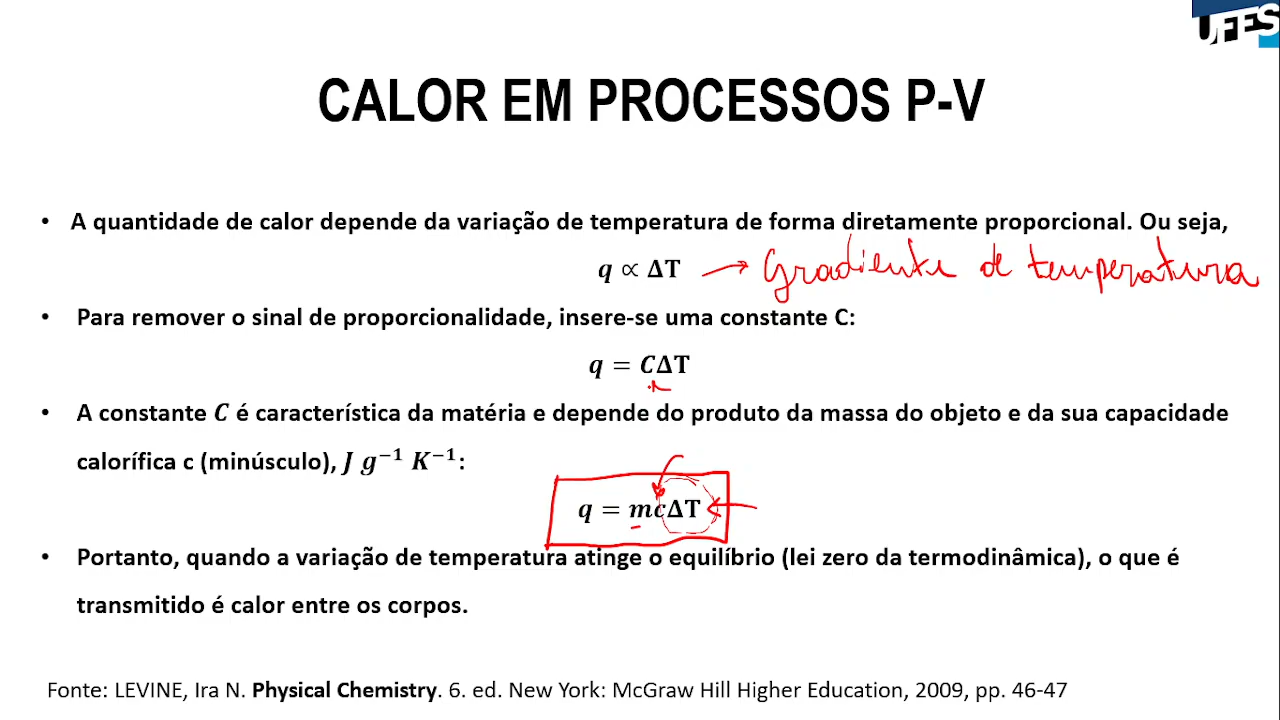 UFES
CALOR EM PROCESSOS P-V
• A quantidade de calor depende da variação de temperatura de forma diretamente proporcional. Ou seja,
q ∝ ΔT → Gradiente de temperatura
• Para remover o sinal de proporcionalidade, insere-se uma constante C:
q = CΔT
• A constante C é característica da matéria e depende do produto da massa do objeto e da sua capacidade
calorífica c (minúsculo), J g⁻¹ K⁻¹:
q = mcΔT
• Portanto, quando a variação de temperatura atinge o equilíbrio (lei zero da termodinâmica), o que é
transmitido é calor entre os corpos.
Fonte: LEVINE, Ira N. Physical Chemistry. 6. ed. New York: McGraw Hill Higher Education, 2009, pp. 46-47